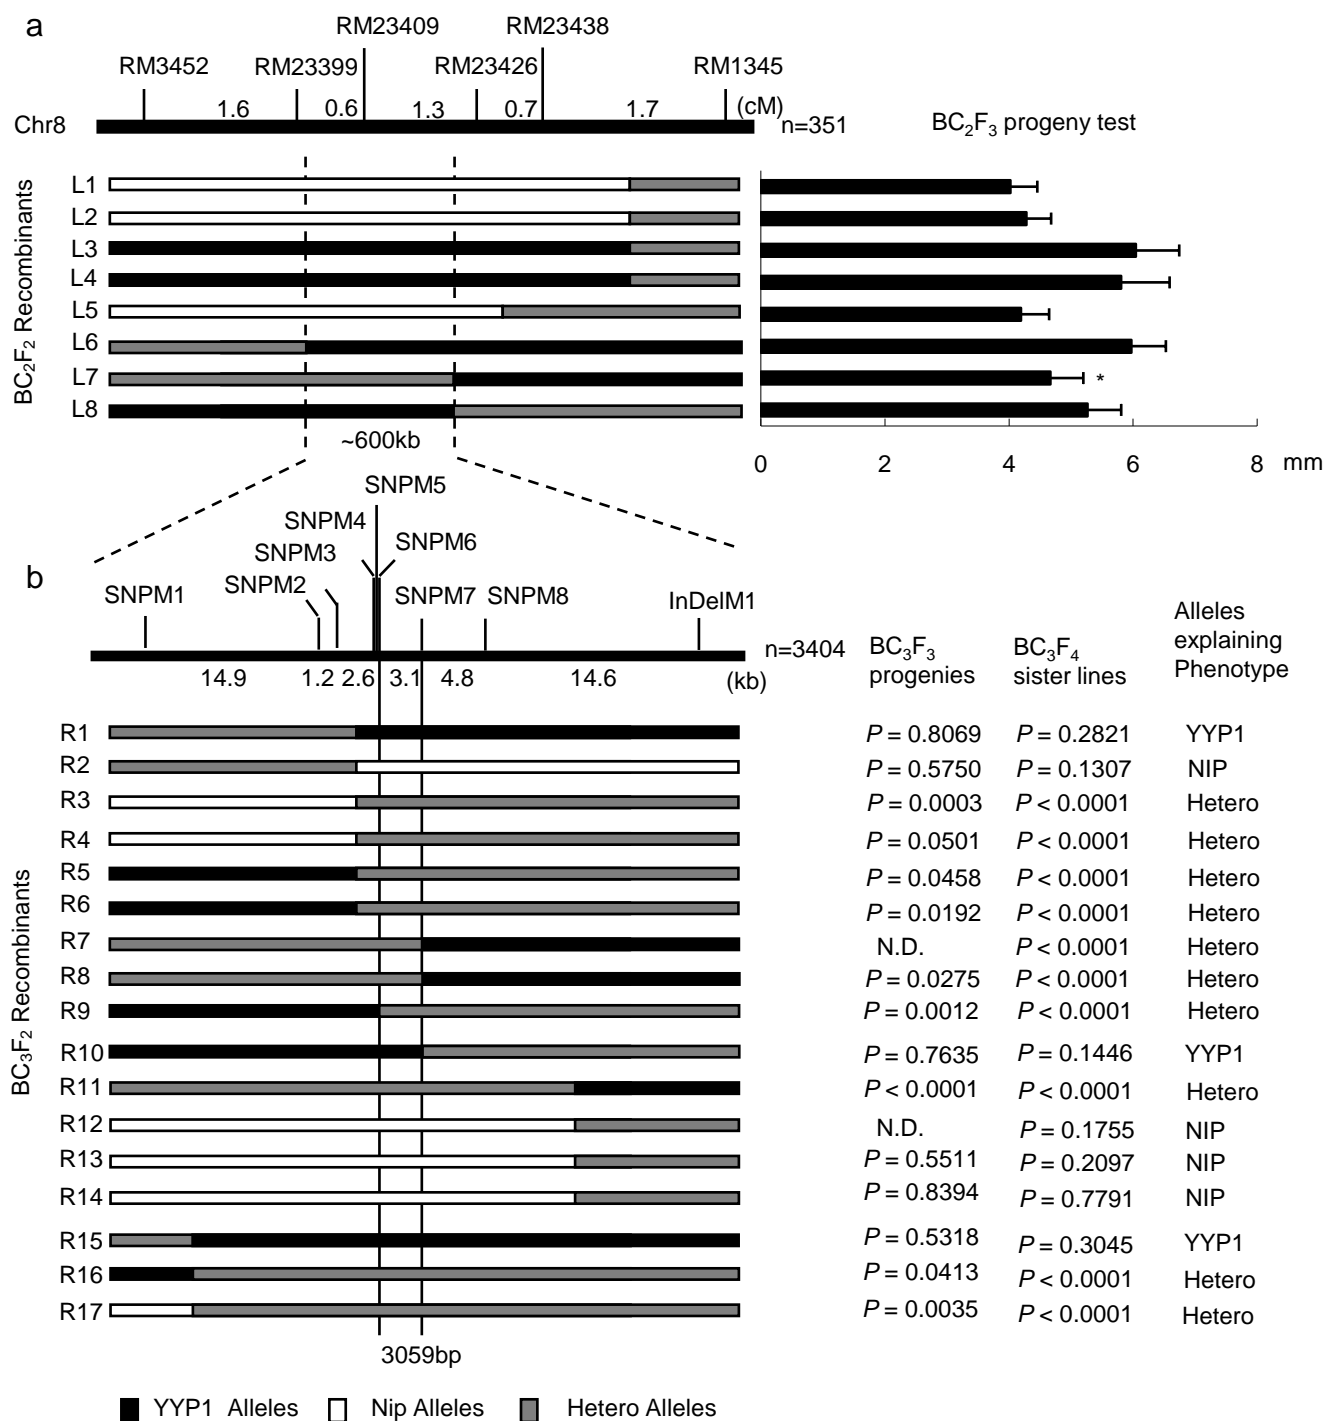 a
RM23409 RM23438
RM3452 RM23399 RM23426 RM1345
1.6 0.6 1.3 0.7 1.7 (cM)
Chr8 n=351 BC2F3 progeny test
BC2F2 Recombinants
L1
L2
L3
L4
L5
L6
L7 *
L8
~600kb
0 2 4 6 8 mm
SNPM5
SNPM4
SNPM3 SNPM6
b
SNPM1 SNPM2 SNPM7 SNPM8 InDelM1
n=3404
14.9 1.2 2.6 3.1 4.8 14.6 (kb)
BC3F3 progenies
BC3F4 sister lines
Alleles explaining Phenotype
BC3F2 Recombinants
R1 P = 0.8069 P = 0.2821 YYP1
R2 P = 0.5750 P = 0.1307 NIP
R3 P = 0.0003 P < 0.0001 Hetero
R4 P = 0.0501 P < 0.0001 Hetero
R5 P = 0.0458 P < 0.0001 Hetero
R6 P = 0.0192 P < 0.0001 Hetero
R7 N.D. P < 0.0001 Hetero
R8 P = 0.0275 P < 0.0001 Hetero
R9 P = 0.0012 P < 0.0001 Hetero
R10 P = 0.7635 P = 0.1446 YYP1
R11 P < 0.0001 P < 0.0001 Hetero
R12 N.D. P = 0.1755 NIP
R13 P = 0.5511 P = 0.2097 NIP
R14 P = 0.8394 P = 0.7791 NIP
R15 P = 0.5318 P = 0.3045 YYP1
R16 P = 0.0413 P < 0.0001 Hetero
R17 P = 0.0035 P < 0.0001 Hetero
3059bp
YYP1 Alleles Nip Alleles Hetero Alleles